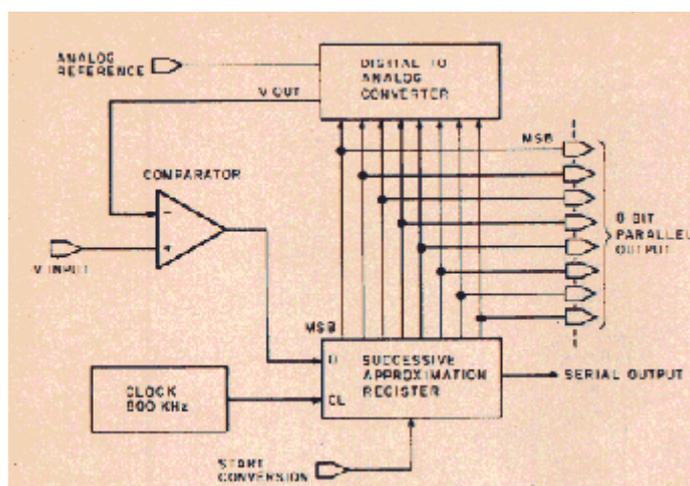 ANALOG
REFERENCE
DIGITAL TO
ANALOG
CONVERTER
V OUT
MSB
COMPARATOR
8 BIT
PARALLEL
OUTPUT
V INPUT
MSB
D
SUCCESSIVE
APPROXIMATION
REGISTER
SERIAL OUTPUT
CLOCK
800 KHz
CL
START
CONVERSION